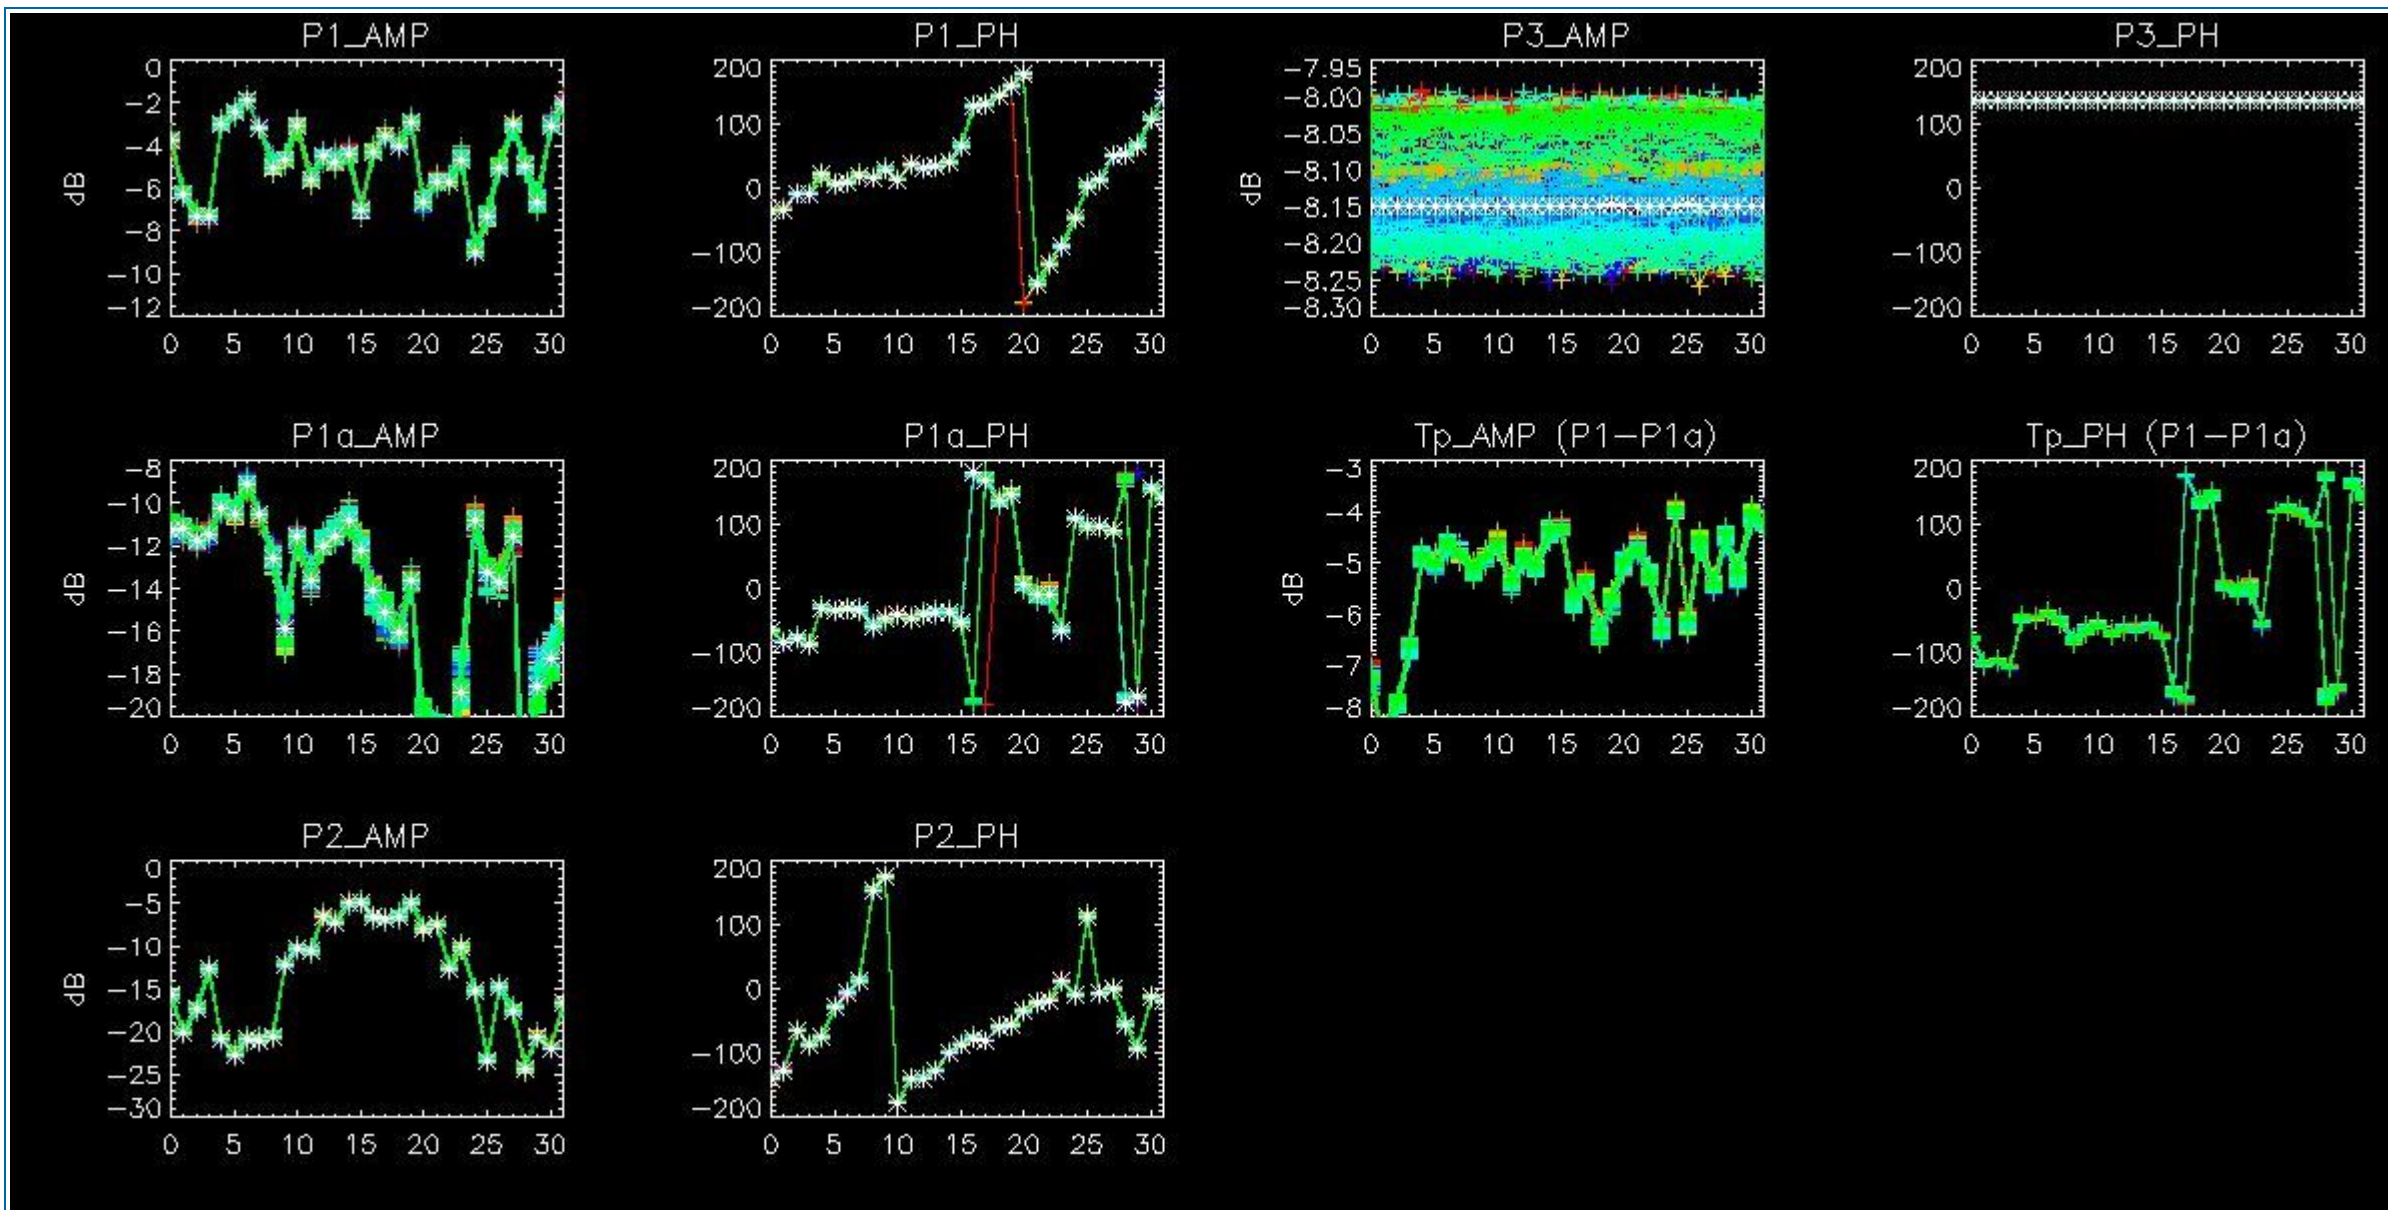 P1_AMP
0
−2
−4
−6
−8
−10
−12
dB
0 5 10 15 20 25 30
P1_PH
200
100
0
−100
−200
0 5 10 15 20 25 30
P3_AMP
−7.95
−8.00
−8.05
−8.10
−8.15
−8.20
−8.25
−8.30
dB
0 5 10 15 20 25 30
P3_PH
200
100
0
−100
−200
0 5 10 15 20 25 30
P1a_AMP
−8
−10
−12
−14
−16
−18
−20
dB
0 5 10 15 20 25 30
P1a_PH
200
100
0
−100
−200
0 5 10 15 20 25 30
Tp_AMP (P1−P1a)
−3
−4
−5
−6
−7
−8
dB
0 5 10 15 20 25 30
Tp_PH (P1−P1a)
200
100
0
−100
−200
0 5 10 15 20 25 30
P2_AMP
0
−5
−10
−15
−20
−25
−30
dB
0 5 10 15 20 25 30
P2_PH
200
100
0
−100
−200
0 5 10 15 20 25 30